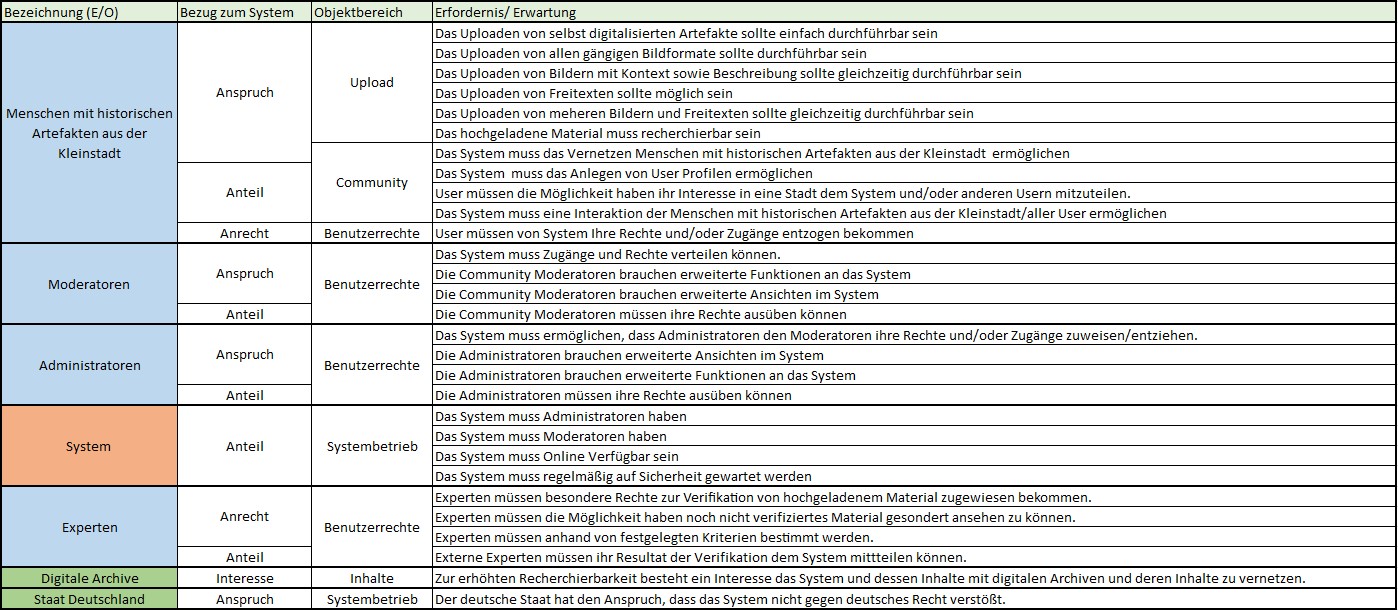 Bezeichnung (E/O) Bezug zum System Objektbereich Erfordernis/ Erwartung
Menschen mit historischen
Artefakten aus der
Kleinstadt
Anspruch
Upload
Das Uploaden von selbst digitalisierten Artefakte sollte einfach durchführbar sein
Das Uploaden von allen gängigen Bildformate sollte durchführbar sein
Das Uploaden von Bildern mit Kontext sowie Beschreibung sollte gleichzeitig durchführbar sein
Das Uploaden von Freitexten sollte möglich sein
Das Uploaden von meheren Bildern und Freitexten sollte gleichzeitig durchführbar sein
Das hochgeladene Material muss recherchierbar sein
Community
Das System muss das Vernetzen Menschen mit historischen Artefakten aus der Kleinstadt ermöglichen
Anteil
Das System muss das Anlegen von User Profilen ermöglichen
User müssen die Möglichkeit haben ihr Interesse in eine Stadt dem System und/oder anderen Usern mitzuteilen.
Das System muss eine Interaktion der Menschen mit historischen Artefakten aus der Kleinstadt/aller User ermöglichen
Anrecht Benutzerrechte User müssen von System Ihre Rechte und/oder Zugänge entzogen bekommen
Moderatoren
Anspruch
Benutzerrechte
Das System muss Zugänge und Rechte verteilen können.
Die Community Moderatoren brauchen erweiterte Funktionen an das System
Die Community Moderatoren brauchen erweiterte Ansichten im System
Anteil Die Community Moderatoren müssen ihre Rechte ausüben können
Administratoren
Anspruch
Benutzerrechte
Das System muss ermöglichen, dass Administratoren den Moderatoren ihre Rechte und/oder Zugänge zuweisen/entziehen.
Die Administratoren brauchen erweiterte Ansichten im System
Die Administratoren brauchen erweiterte Funktionen an das System
Anteil Die Administratoren müssen ihre Rechte ausüben können
System
Anteil
Systembetrieb
Das System muss Administratoren haben
Das System muss Moderatoren haben
Das System muss Online Verfügbar sein
Das System muss regelmäßig auf Sicherheit gewartet werden
Experten
Anrecht
Benutzerrechte
Experten müssen besondere Rechte zur Verifikation von hochgeladenem Material zugewiesen bekommen.
Experten müssen die Möglichkeit haben noch nicht verifiziertes Material gesondert ansehen zu können.
Experten müssen anhand von festgelegten Kriterien bestimmt werden.
Anteil Externe Experten müssen ihr Resultat der Verifikation dem System mittteilen können.
Digitale Archive Interesse Inhalte Zur erhöhten Recherchierbarkeit besteht ein Interesse das System und dessen Inhalte mit digitalen Archiven und deren Inhalte zu vernetzen.
Staat Deutschland Anspruch Systembetrieb Der deutsche Staat hat den Anspruch, dass das System nicht gegen deutsches Recht verstößt.